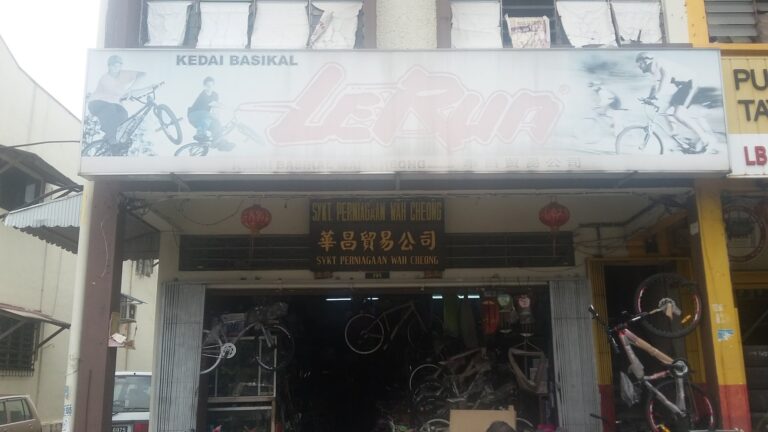 KEDAI BASIKAL
LERUN
SYKT PERNIAGAAN WAH CHEONG
華昌貿易公司
SYKT PERNIAGAAN WAH CHEONG
PU
TA
LB